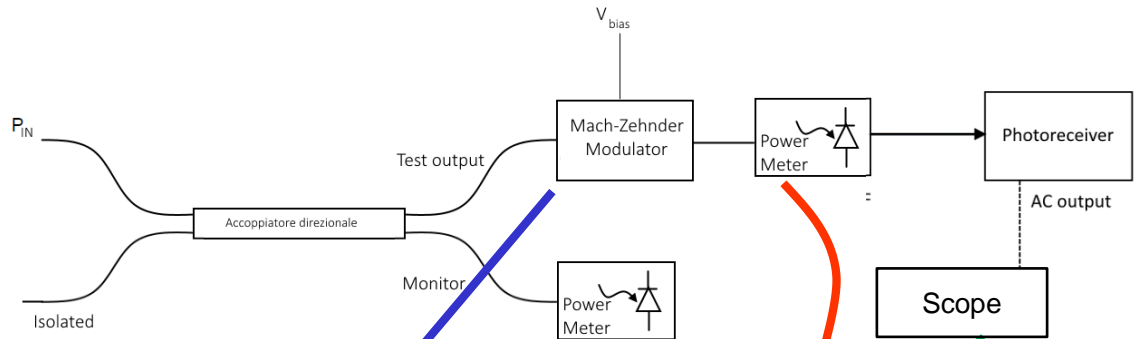 V bias
P IN
Mach-Zehnder
Modulator
Power
Meter
Photoreceiver
Test output
AC output
Accoppiatore direzionale
Monitor
Power
Meter
Scope
Isolated